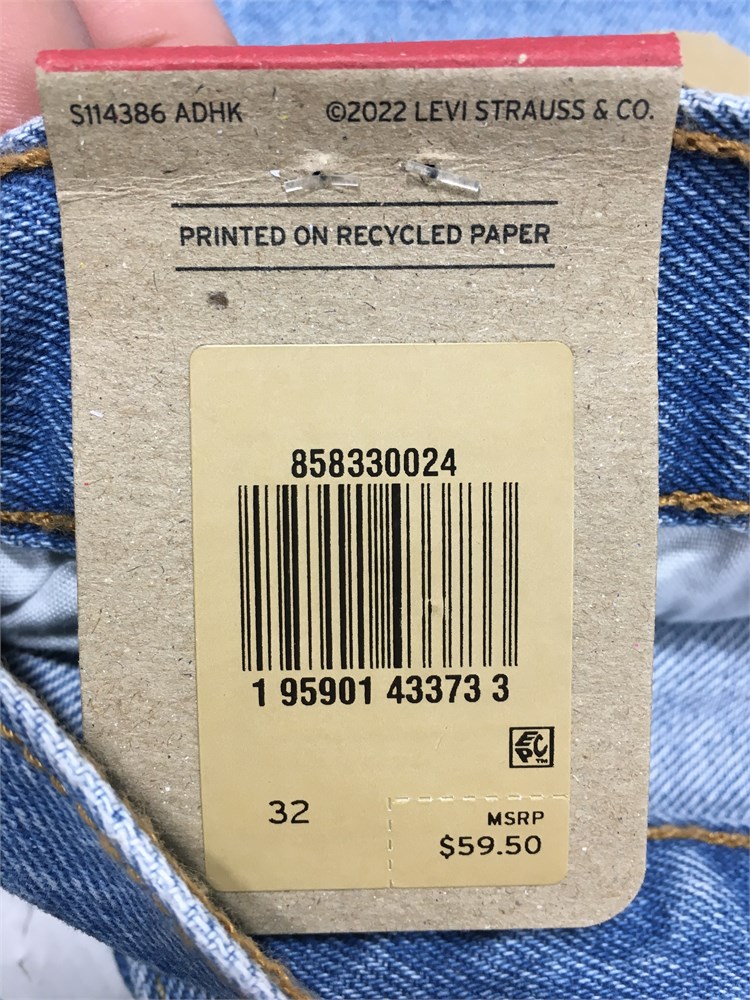 S114386 ADHK ©2022 LEVI STRAUSS & CO.
PRINTED ON RECYCLED PAPER
858330024
1 95901 43373 3
EPC™
32
MSRP
$59.50